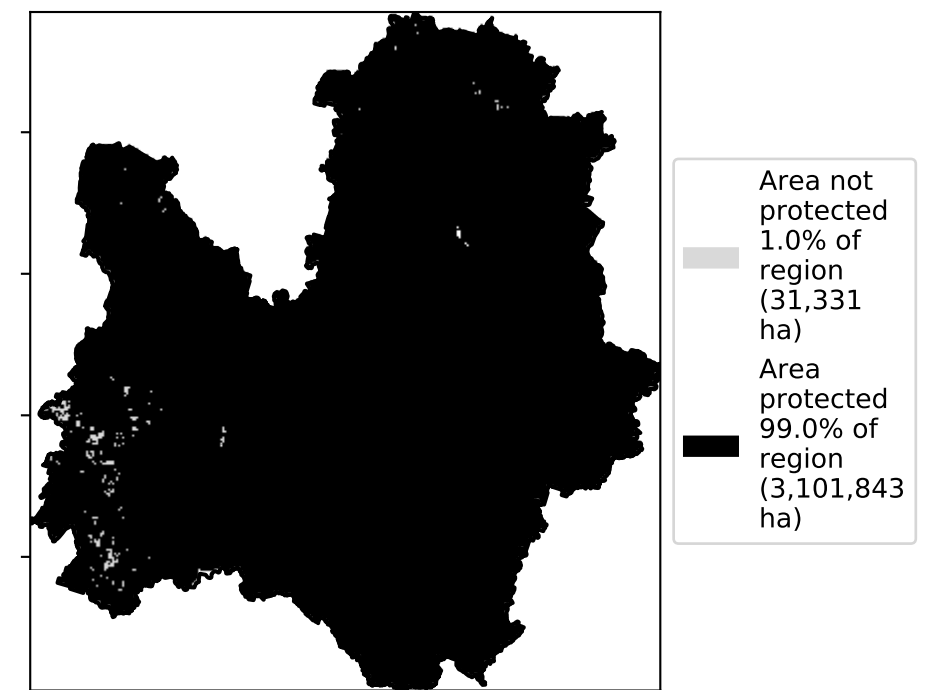 Area not
protected
1.0% of
region
(31,331
ha)
Area
protected
99.0% of
region
(3,101,843
ha)